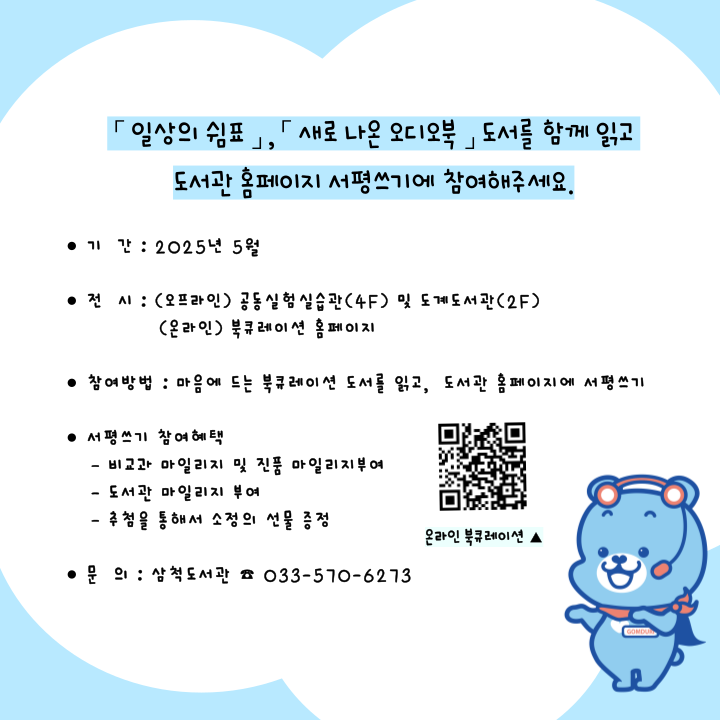 「 일상의 쉼표 」,「 새로 나온 오디오북 」도서를 함께 읽고
도서관 홈페이지 서평쓰기에 참여해주세요.
● 기 간 : 2025년 5월
● 전 시 : (오프라인) 공동실험실습관(4F) 및 도계도서관(2F)
(온라인) 북큐레이션 홈페이지
● 참여방법 : 마음에 드는 북큐레이션 도서를 읽고, 도서관 홈페이지에 서평쓰기
● 서평쓰기 참여혜택
- 비교과 마일리지 및 진품 마일리지부여
- 도서관 마일리지 부여
- 추첨을 통해서 소정의 선물 증정
온라인 북큐레이션 ▲
● 문 의 : 삼척도서관 ☎ 033-570-6273
GOMDURI